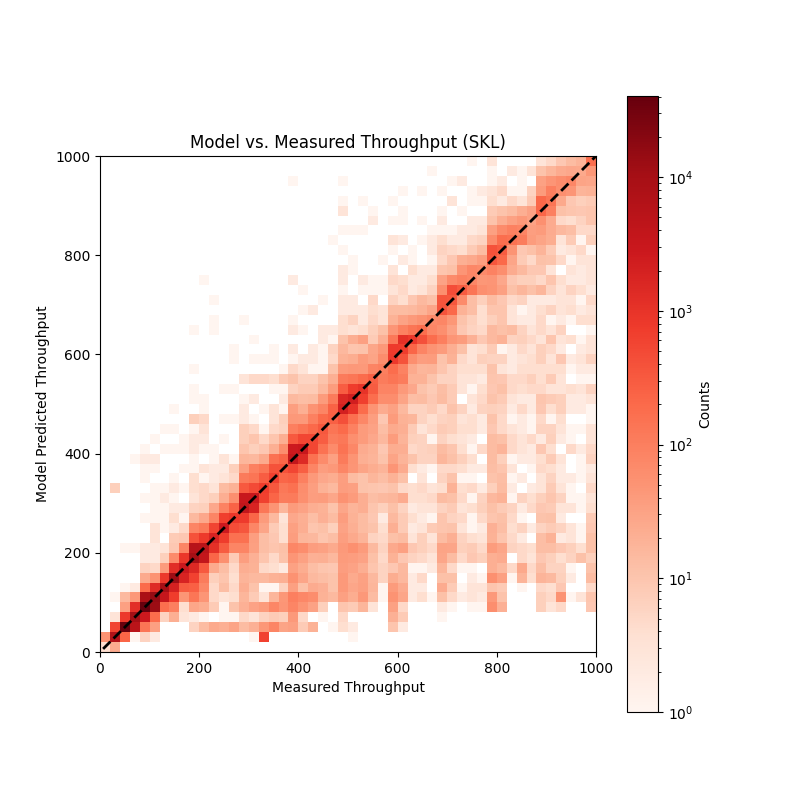 Model vs. Measured Throughput (SKL)
Model Predicted Throughput
1000
800
600
400
200
0
0 200 400 600 800 1000
Measured Throughput
10⁴
10³
10²
10¹
10⁰
Counts